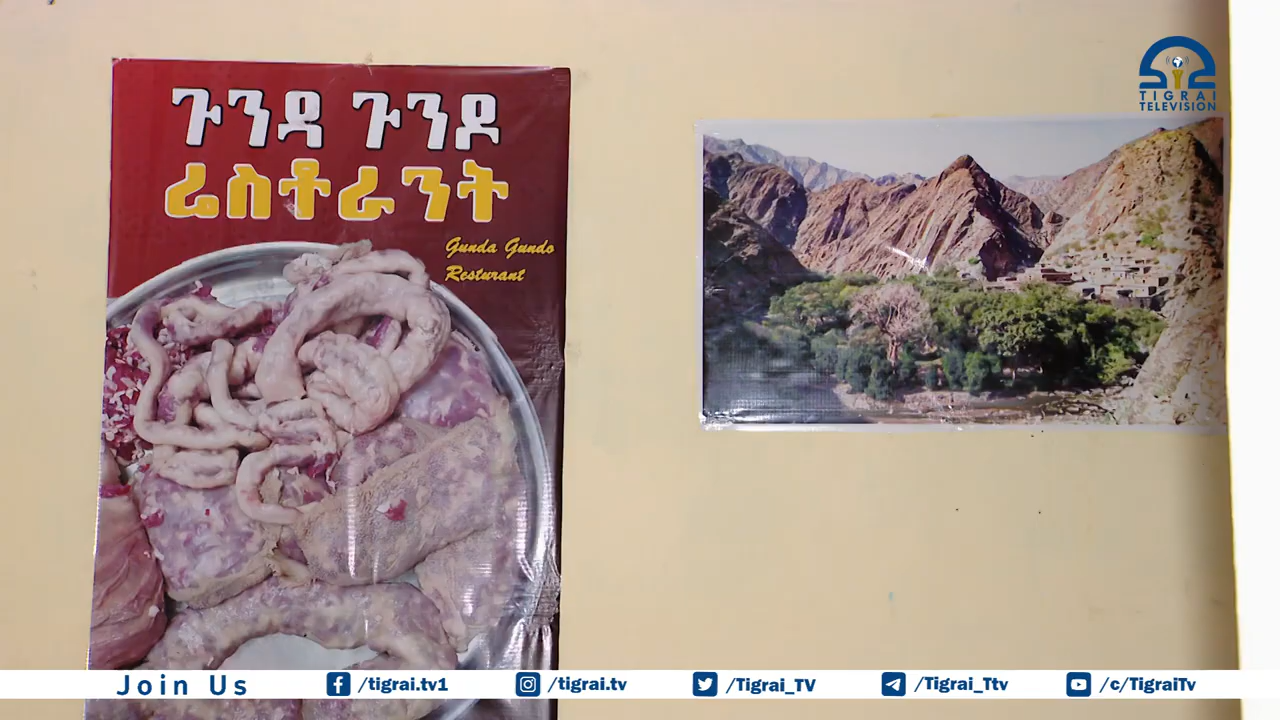 ጉንዳ ጉንዶ
ሬስቶራንት
Gunda Gundo
Resturant
TIGRAI
TELEVISION
Join Us
/tigrai.tv1
/tigrai.tv
/Tigrai_TV
/Tigrai_Ttv
/c/TigraiTv